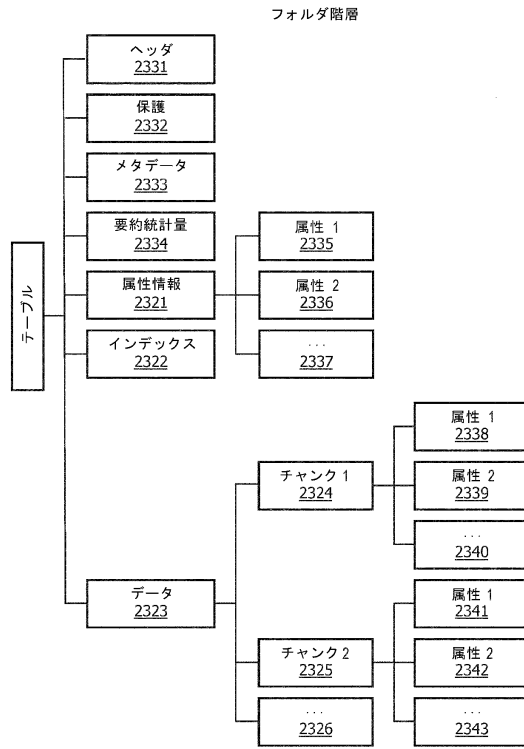 フォルダ階層
テーブル
ヘッダ
2331
保護
2332
メタデータ
2333
要約統計量
2334
属性情報
2321
インデックス
2322
データ
2323
属性 1
2335
属性 2
2336
...
2337
チャンク 1
2324
チャンク 2
2325
...
2326
属性 1
2338
属性 2
2339
...
2340
属性 1
2341
属性 2
2342
...
2343